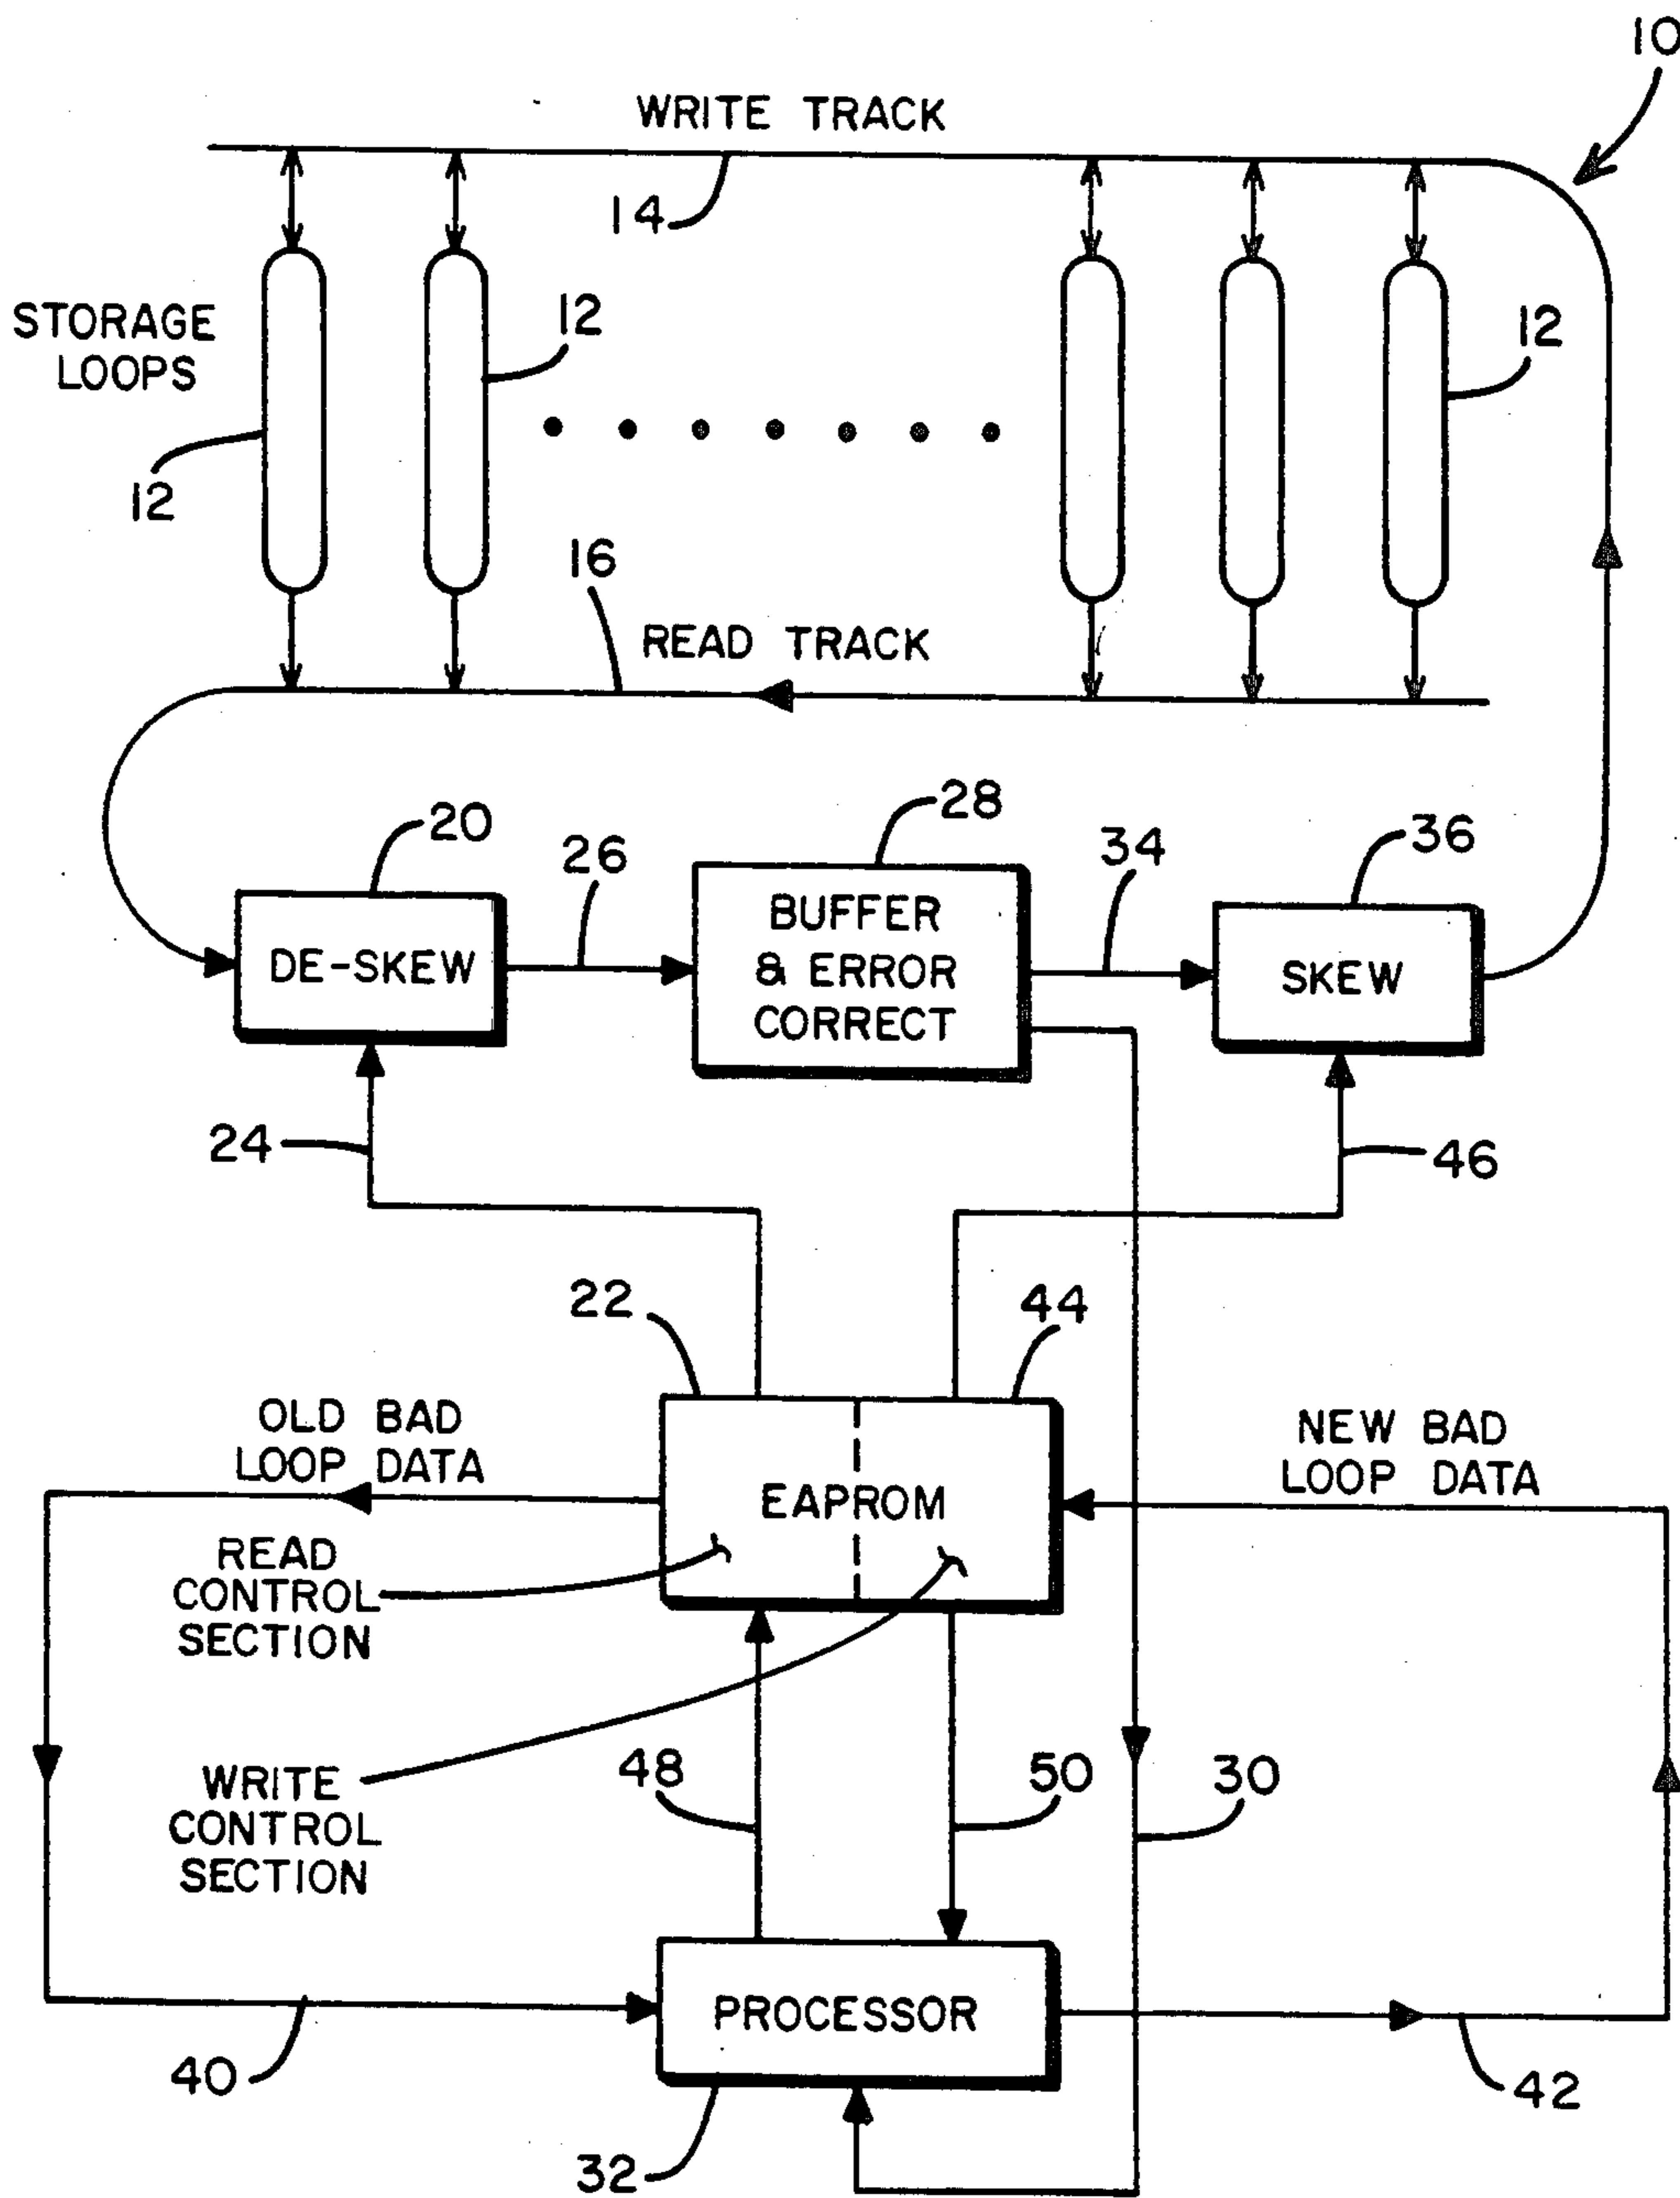 10
WRITE TRACK
14
STORAGE
LOOPS
12
12
12
16
READ TRACK
20
26
28
34
36
DE-SKEW
BUFFER
& ERROR
CORRECT
SKEW
24
46
22
44
OLD BAD
LOOP DATA
NEW BAD
LOOP DATA
EAPROM
READ
CONTROL
SECTION
WRITE
CONTROL
SECTION
48
50
30
PROCESSOR
40
42
32